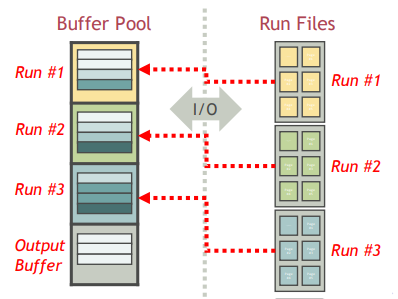 Buffer Pool
Run Files
Run #1
Run #2
Run #3
Output
Buffer
I/O
Run #1
Run #2
Run #3